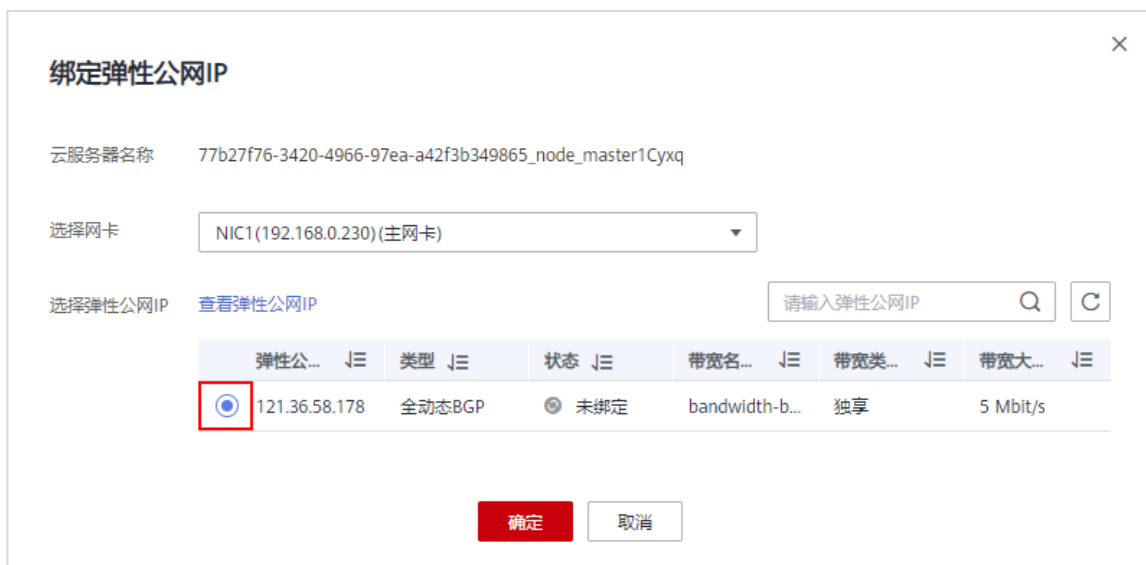 绑定弹性公网IP
云服务器名称 77b27f76-3420-4966-97ea-a42f3b349865_node_master1Cyxq
选择网卡 NIC1(192.168.0.230)(主网卡)
选择弹性公网IP 查看弹性公网IP 请输入弹性公网IP
弹性公... 类型 状态 带宽名... 带宽类... 带宽大...
121.36.58.178 全动态BGP 未绑定 bandwidth-b... 独享 5 Mbit/s
确定 取消